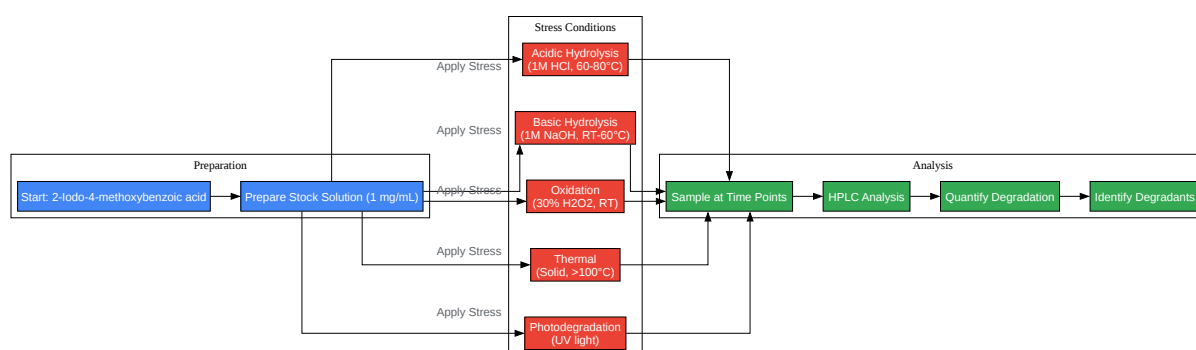 Stress Conditions
Acidic Hydrolysis
(1M HCl, 60-80°C)
Apply Stress
Basic Hydrolysis
(1M NaOH, RT-60°C)
Apply Stress
Preparation
Start: 2-Iodo-4-methoxybenzoic acid
Prepare Stock Solution (1 mg/mL)
Apply Stress
Oxidation
(30% H2O2, RT)
Analysis
Sample at Time Points
HPLC Analysis
Quantify Degradation
Identify Degradants
Apply Stress
Thermal
(Solid, >100°C)
Apply Stress
Photodegradation
(UV light)